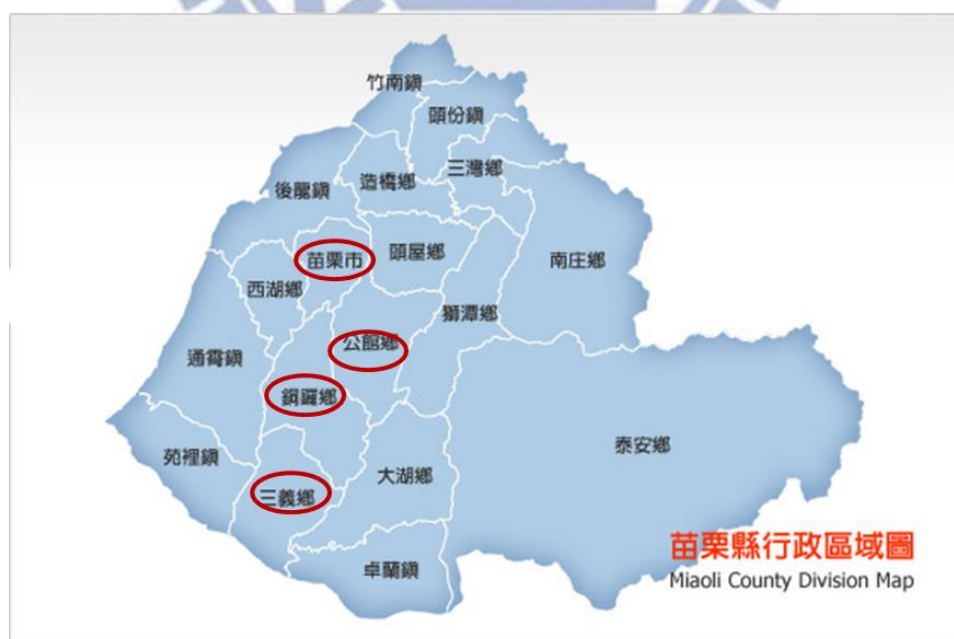 竹南鎮
頭份鎮
三灣鄉
造橋鄉
後龍鎮
頭屋鄉
苗栗市
南庄鄉
西湖鄉
獅潭鄉
公館鄉
通霄鎮
銅鑼鄉
泰安鄉
苑裡鎮
大湖鄉
三義鄉
苗栗縣行政區域圖
卓蘭鎮
Miaoli County Division Map